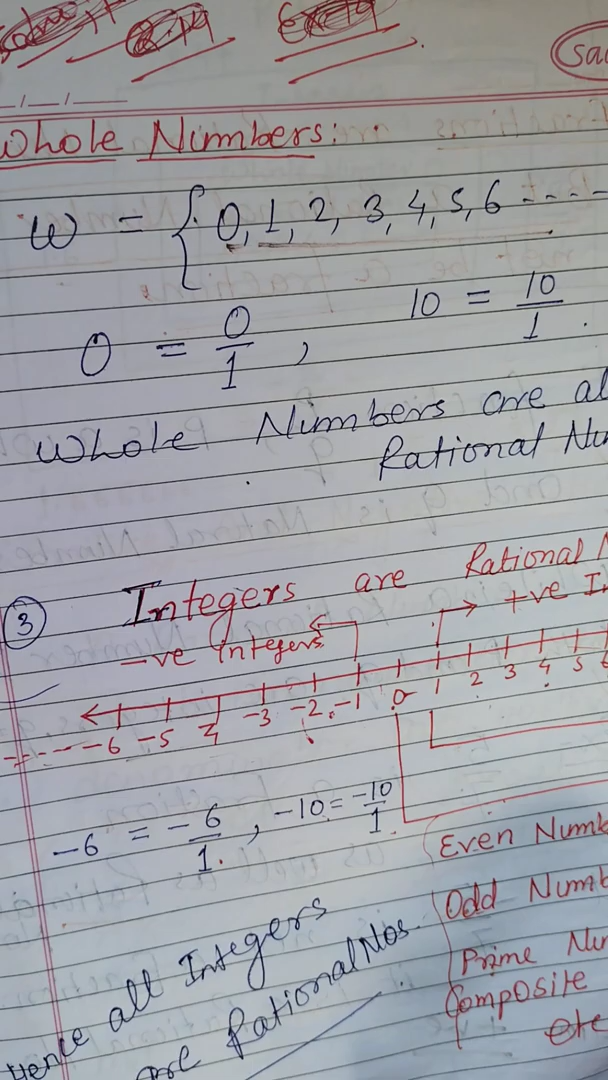 Whole Numbers:
W = { 0, 1, 2, 3, 4, 5, 6 ----
0 = 0/1 , 10 = 10/1 .
Whole Numbers are al
Rational Nu
3 Integers are Rational N
-ve Integers +ve In
---- -6 -5 -4 -3 -2 -1 0 1 2 3 4 5 6
-6 = -6/1 , -10 = -10/1
Even Numb
Odd Numb
Prime Nu
Composite
etc
Hence all Integers
are Rational Nos.